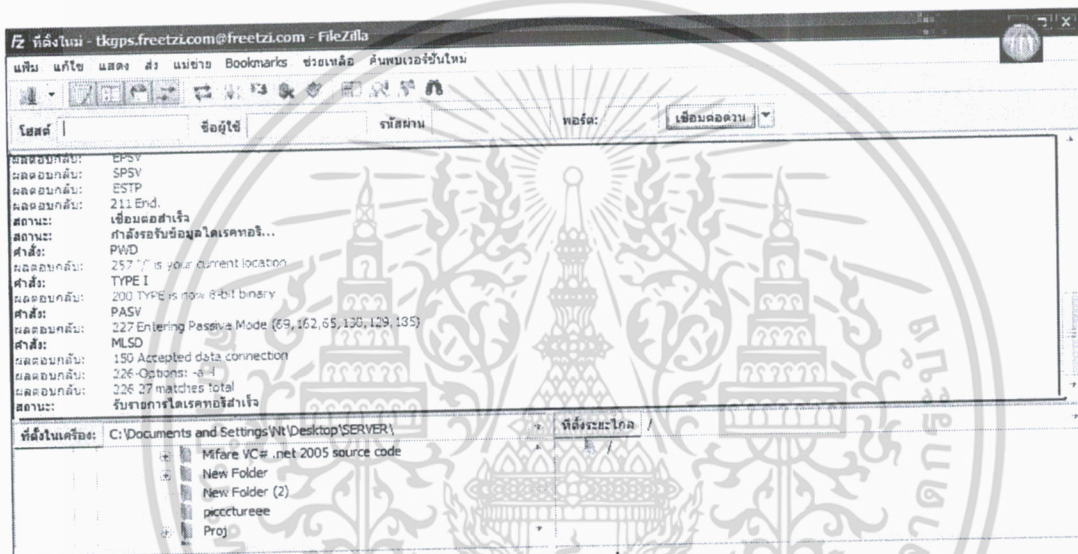 ที่ตั้งใหม่ - tkgps.freetzi.com@freetzi.com - FileZilla
แฟ้ม แก้ไข แสดง ส่ง แม่ข่าย Bookmarks ช่วยเหลือ ค้นพบเวอร์ชันใหม่
โฮสต์ ชื่อผู้ใช้ รหัสผ่าน พอร์ต: เชื่อมต่อด่วน
ผลตอบกลับ: EPSV
ผลตอบกลับ: SPSV
ผลตอบกลับ: ESTP
ผลตอบกลับ: 211 End.
สถานะ: เชื่อมต่อสำเร็จ
สถานะ: กำลังรอรับข้อมูลไดเรคทอรี...
คำสั่ง: PWD
ผลตอบกลับ: 257 "/" is your current location
คำสั่ง: TYPE I
ผลตอบกลับ: 200 TYPE is now 8-bit binary
คำสั่ง: PASV
ผลตอบกลับ: 227 Entering Passive Mode (69,162,65,130,129,185)
คำสั่ง: MLSD
ผลตอบกลับ: 150 Accepted data connection
ผลตอบกลับ: 226-Options: -a -l
ผลตอบกลับ: 226 27 matches total
สถานะ: รับรายการไดเรคทอรีสำเร็จ
ที่ตั้งในเครื่อง: C:\Documents and Settings\Nt\Desktop\SERVER\
Mifare VC# .net 2005 source code
New Folder
New Folder (2)
piccctureee
Proj
ที่ตั้งระยะไกล /
/